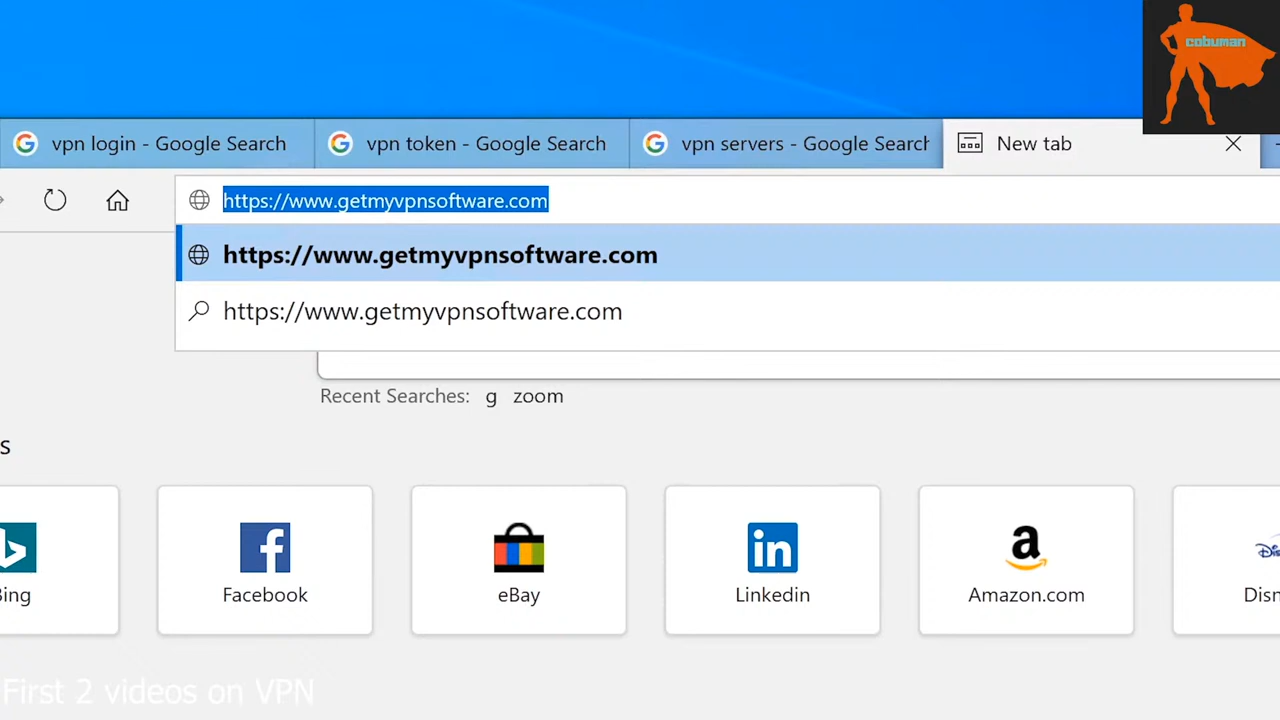 cobuman
vpn login - Google Search
vpn token - Google Search
vpn servers - Google Search
New tab
https://www.getmyvpnsoftware.com
https://www.getmyvpnsoftware.com
https://www.getmyvpnsoftware.com
Recent Searches: g zoom
s
Bing
Facebook
eBay
Linkedin
Amazon.com
Disn
First 2 videos on VPN